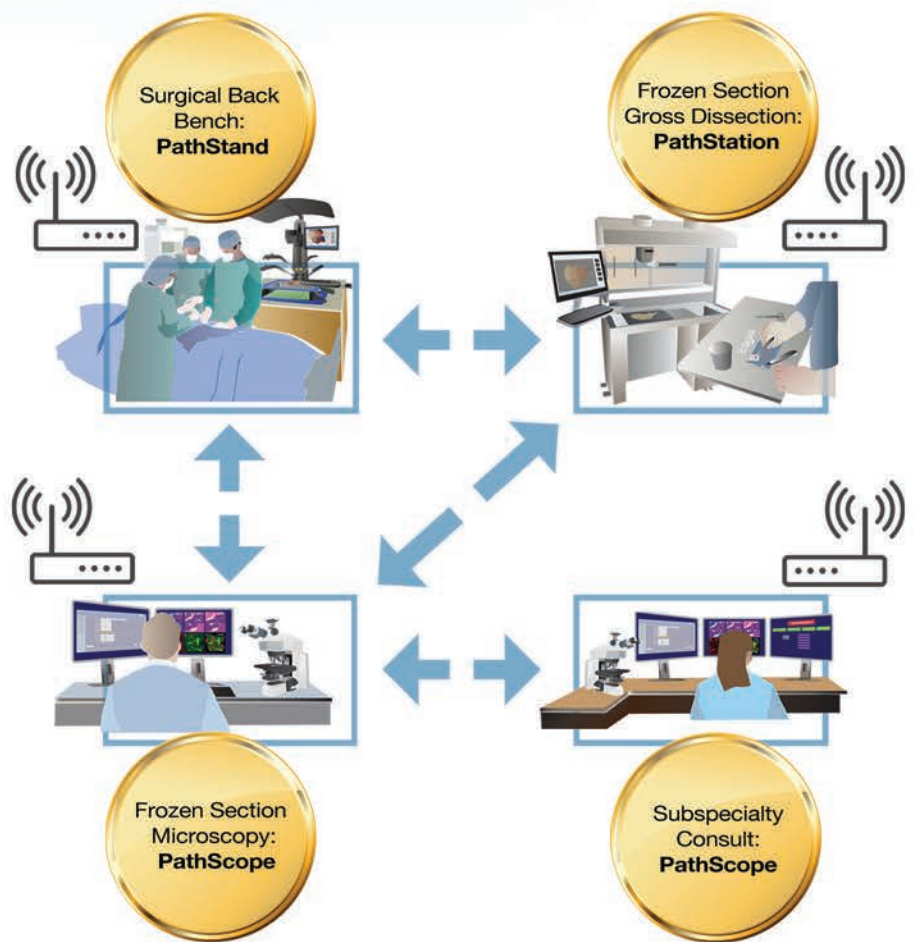 Surgical Back
Bench:
PathStand
Frozen Section
Gross Dissection:
PathStation
Frozen Section
Microscopy:
PathScope
Subspecialty
Consult:
PathScope